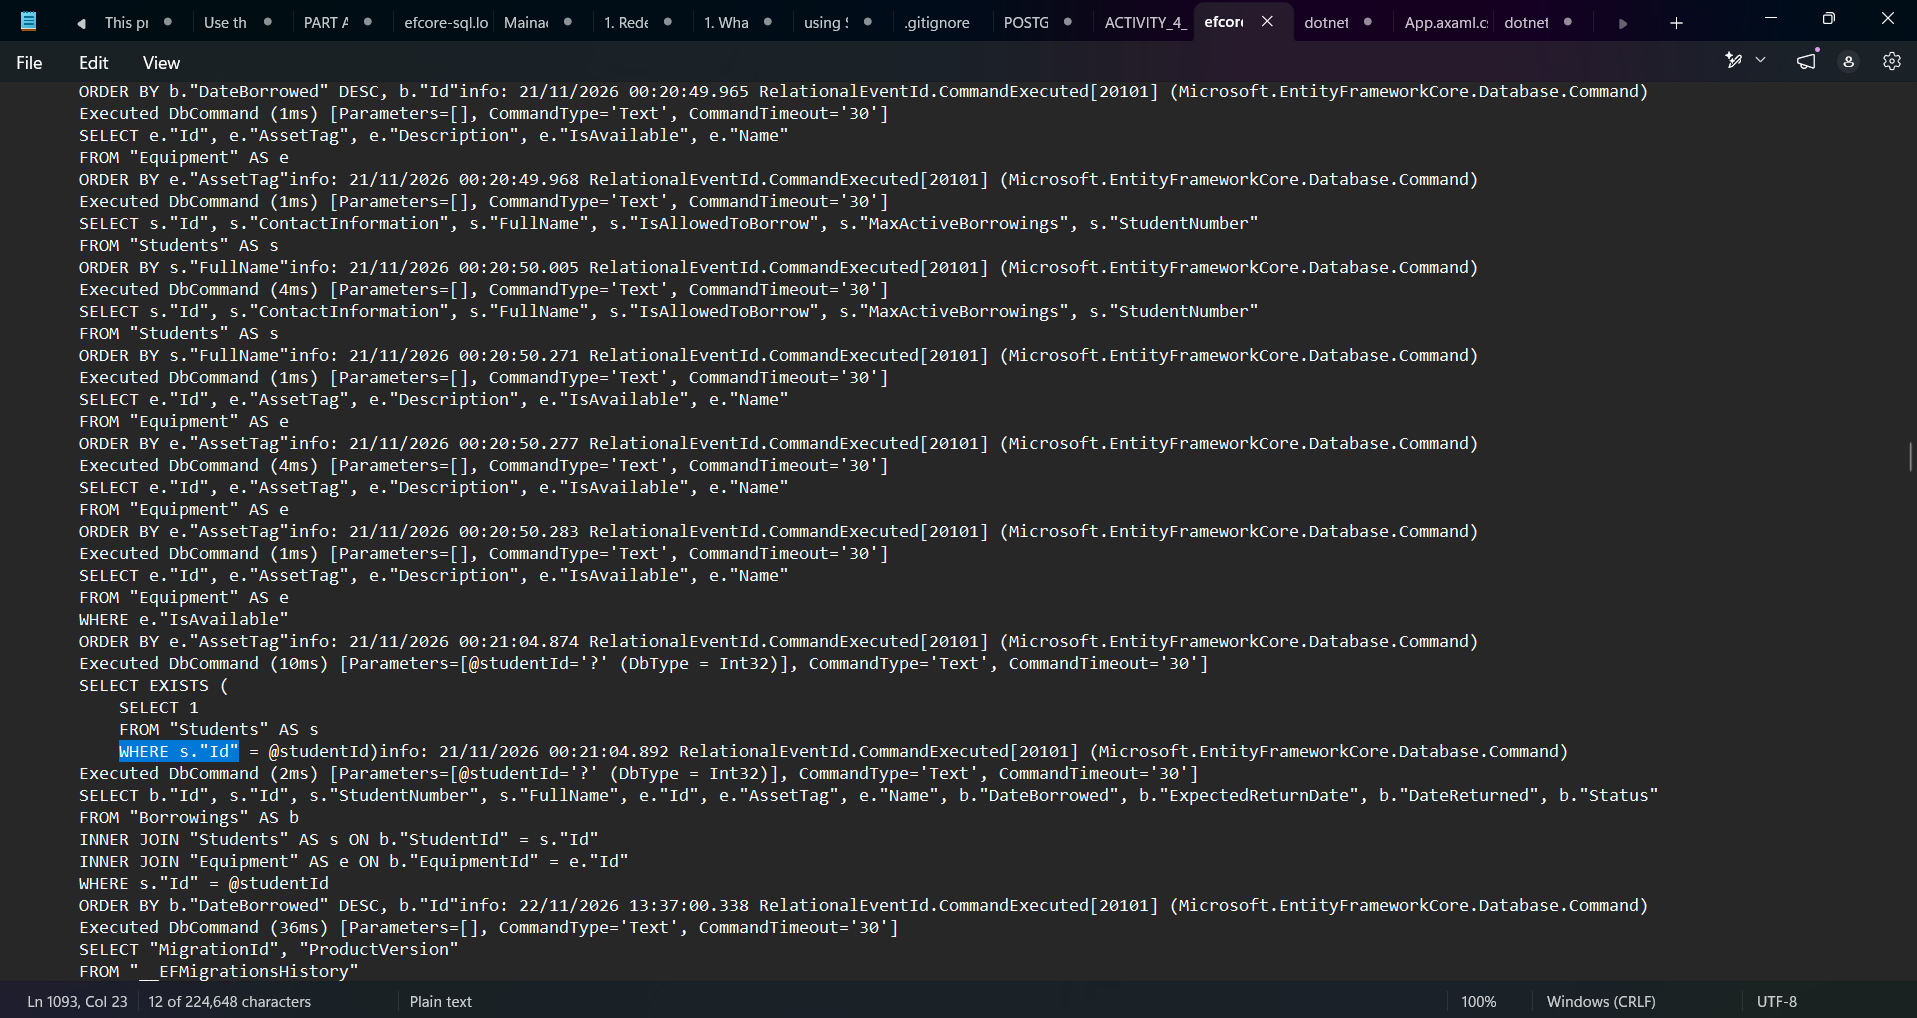 This pı
Use th
PART A
efcore-sql.lo
Maina
1. Rede
1. Wha
using S
.gitignore
POSTG
ACTIVITY_4_
efcor
dotnet
App.axaml.c
dotnet
File
Edit
View
ORDER BY b."DateBorrowed" DESC, b."Id"info: 21/11/2026 00:20:49.965 RelationalEventId.CommandExecuted[20101] (Microsoft.EntityFrameworkCore.Database.Command)
Executed DbCommand (1ms) [Parameters=[], CommandType='Text', CommandTimeout='30']
SELECT e."Id", e."AssetTag", e."Description", e."IsAvailable", e."Name"
FROM "Equipment" AS e
ORDER BY e."AssetTag"info: 21/11/2026 00:20:49.968 RelationalEventId.CommandExecuted[20101] (Microsoft.EntityFrameworkCore.Database.Command)
Executed DbCommand (1ms) [Parameters=[], CommandType='Text', CommandTimeout='30']
SELECT s."Id", s."ContactInformation", s."FullName", s."IsAllowedToBorrow", s."MaxActiveBorrowings", s."StudentNumber"
FROM "Students" AS s
ORDER BY s."FullName"info: 21/11/2026 00:20:50.005 RelationalEventId.CommandExecuted[20101] (Microsoft.EntityFrameworkCore.Database.Command)
Executed DbCommand (4ms) [Parameters=[], CommandType='Text', CommandTimeout='30']
SELECT s."Id", s."ContactInformation", s."FullName", s."IsAllowedToBorrow", s."MaxActiveBorrowings", s."StudentNumber"
FROM "Students" AS s
ORDER BY s."FullName"info: 21/11/2026 00:20:50.271 RelationalEventId.CommandExecuted[20101] (Microsoft.EntityFrameworkCore.Database.Command)
Executed DbCommand (1ms) [Parameters=[], CommandType='Text', CommandTimeout='30']
SELECT e."Id", e."AssetTag", e."Description", e."IsAvailable", e."Name"
FROM "Equipment" AS e
ORDER BY e."AssetTag"info: 21/11/2026 00:20:50.277 RelationalEventId.CommandExecuted[20101] (Microsoft.EntityFrameworkCore.Database.Command)
Executed DbCommand (4ms) [Parameters=[], CommandType='Text', CommandTimeout='30']
SELECT e."Id", e."AssetTag", e."Description", e."IsAvailable", e."Name"
FROM "Equipment" AS e
ORDER BY e."AssetTag"info: 21/11/2026 00:20:50.283 RelationalEventId.CommandExecuted[20101] (Microsoft.EntityFrameworkCore.Database.Command)
Executed DbCommand (1ms) [Parameters=[], CommandType='Text', CommandTimeout='30']
SELECT e."Id", e."AssetTag", e."Description", e."IsAvailable", e."Name"
FROM "Equipment" AS e
WHERE e."IsAvailable"
ORDER BY e."AssetTag"info: 21/11/2026 00:21:04.874 RelationalEventId.CommandExecuted[20101] (Microsoft.EntityFrameworkCore.Database.Command)
Executed DbCommand (10ms) [Parameters=[@studentId='?' (DbType = Int32)], CommandType='Text', CommandTimeout='30']
SELECT EXISTS (
SELECT 1
FROM "Students" AS s
WHERE s."Id" = @studentId)info: 21/11/2026 00:21:04.892 RelationalEventId.CommandExecuted[20101] (Microsoft.EntityFrameworkCore.Database.Command)
Executed DbCommand (2ms) [Parameters=[@studentId='?' (DbType = Int32)], CommandType='Text', CommandTimeout='30']
SELECT b."Id", s."Id", s."StudentNumber", s."FullName", e."Id", e."AssetTag", e."Name", b."DateBorrowed", b."ExpectedReturnDate", b."DateReturned", b."Status"
FROM "Borrowings" AS b
INNER JOIN "Students" AS s ON b."StudentId" = s."Id"
INNER JOIN "Equipment" AS e ON b."EquipmentId" = e."Id"
WHERE s."Id" = @studentId
ORDER BY b."DateBorrowed" DESC, b."Id"info: 22/11/2026 13:37:00.338 RelationalEventId.CommandExecuted[20101] (Microsoft.EntityFrameworkCore.Database.Command)
Executed DbCommand (36ms) [Parameters=[], CommandType='Text', CommandTimeout='30']
SELECT "MigrationId", "ProductVersion"
FROM "__EFMigrationsHistory"
Ln 1093, Col 23
12 of 224,648 characters
Plain text
100%
Windows (CRLF)
UTF-8